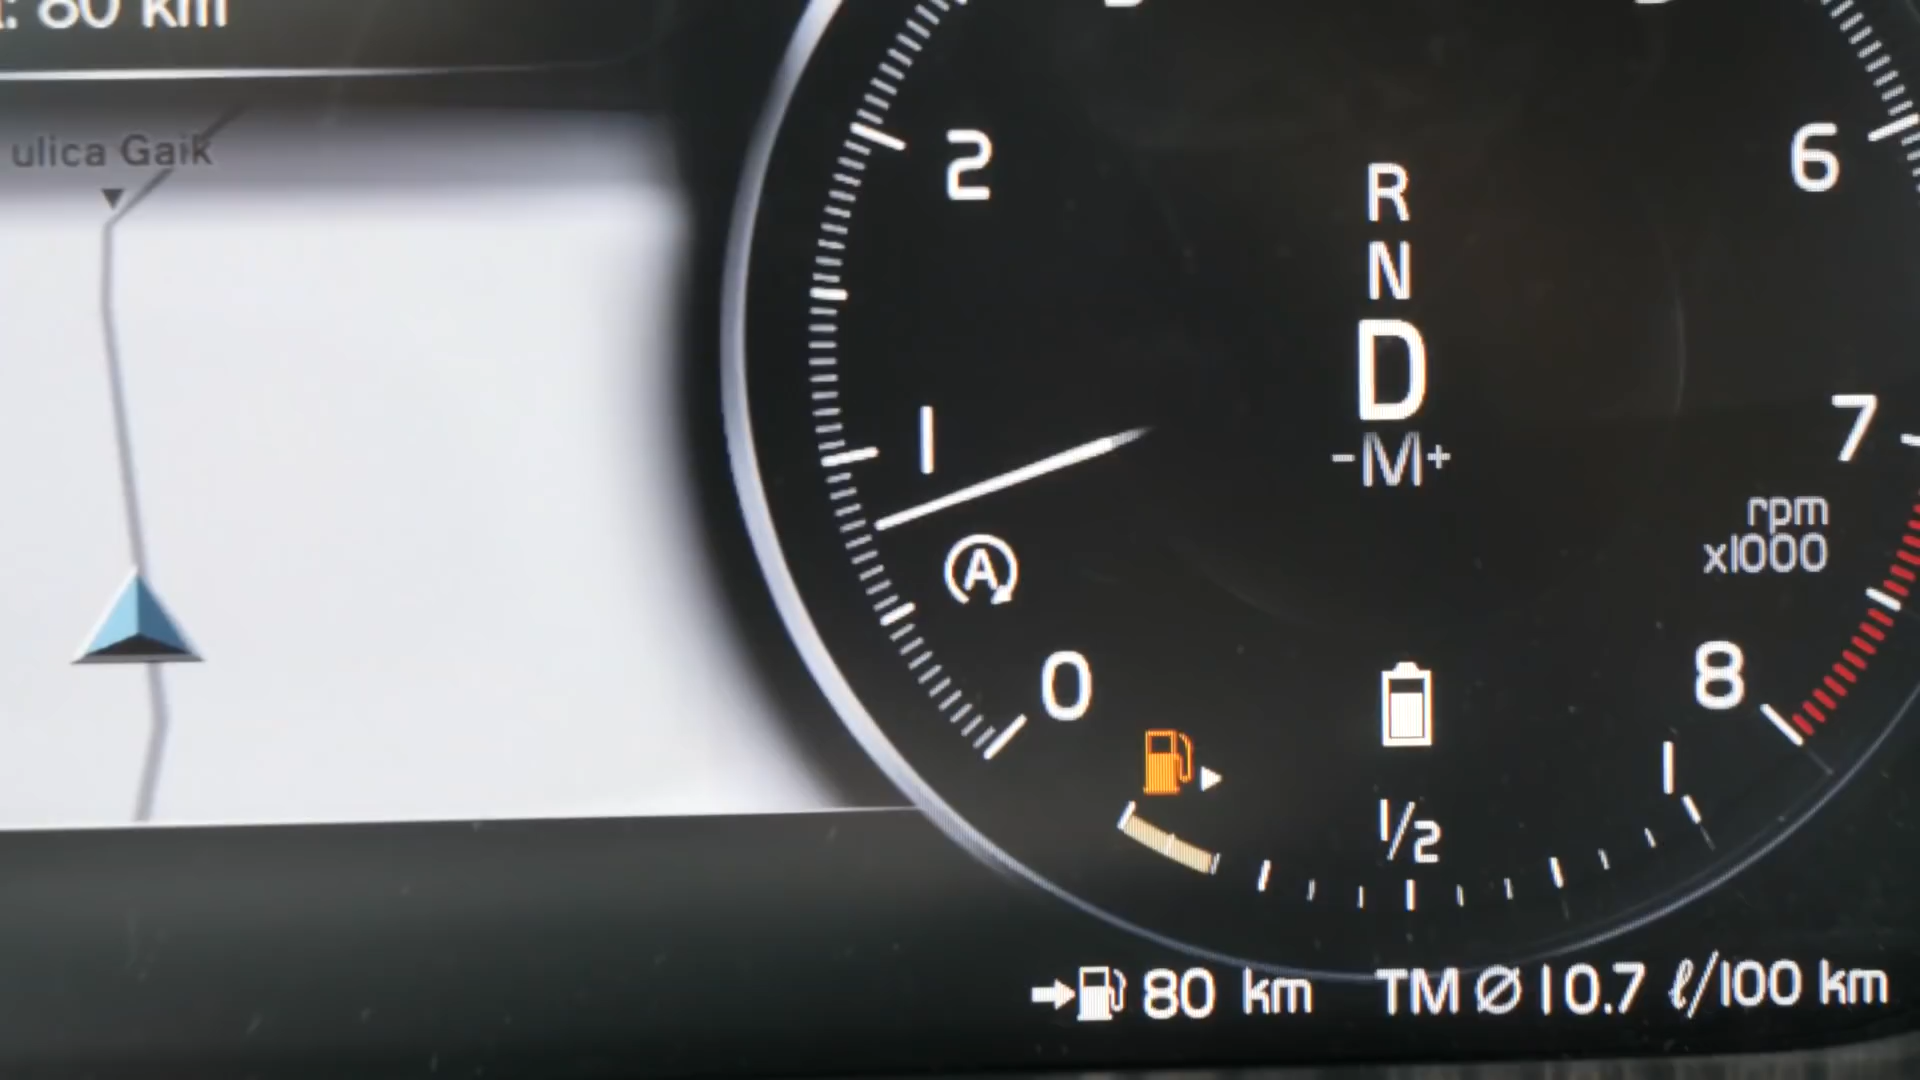 : 80 km
ulica Gaik
2
6
R
N
D
-M+
1
7
rpm
x1000
A
0
8
1/2
1
80 km
TM Ø 10.7 ℓ/100 km